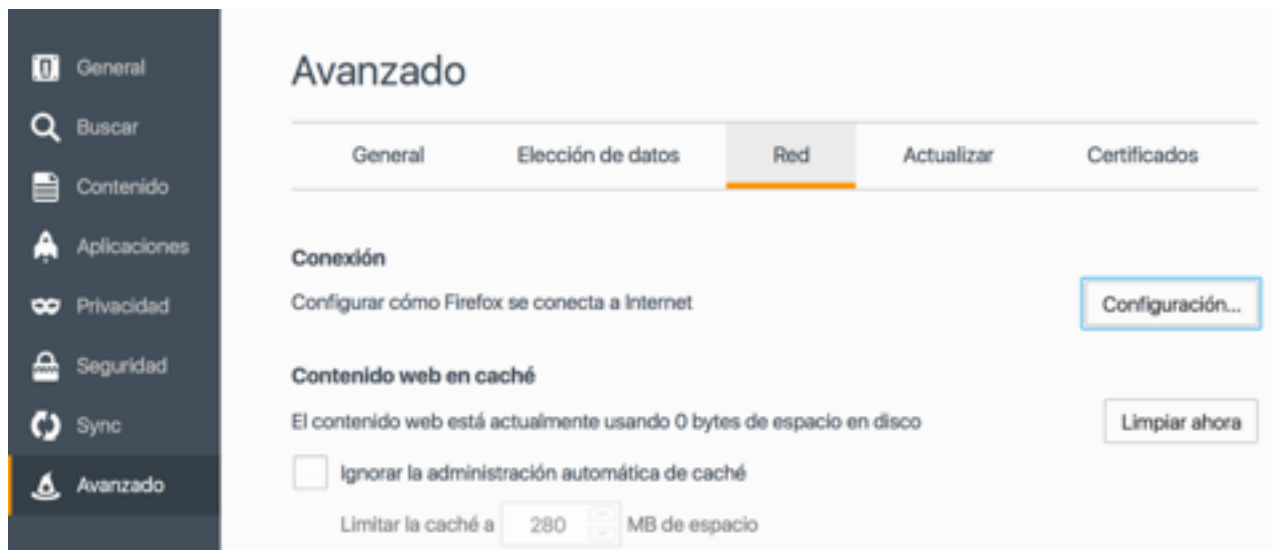 General
Buscar
Contenido
Aplicaciones
Privacidad
Seguridad
Sync
Avanzado
Avanzado
General Elección de datos Red Actualizar Certificados
Conexión
Configurar cómo Firefox se conecta a Internet Configuración...
Contenido web en caché
El contenido web está actualmente usando 0 bytes de espacio en disco Limpiar ahora
Ignorar la administración automática de caché
Limitar la caché a 280 MB de espacio